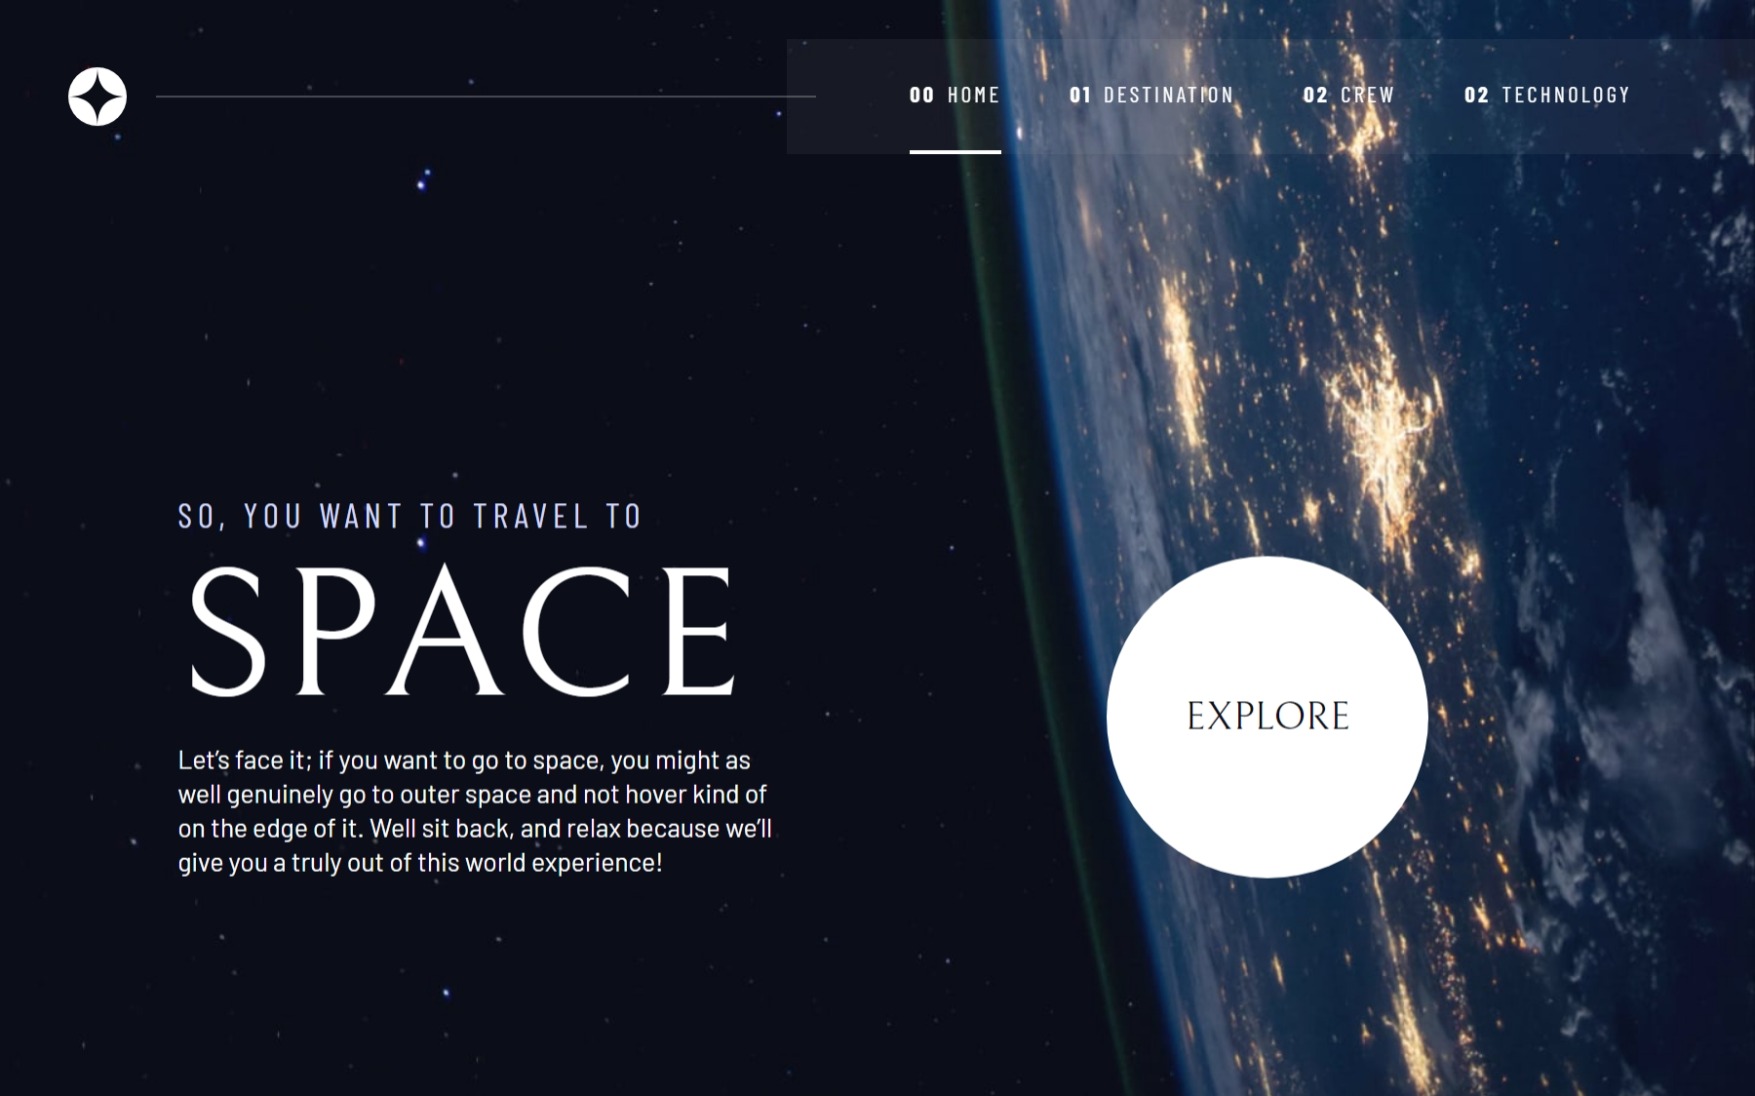 00 HOME 01 DESTINATION 02 CREW 02 TECHNOLOGY
SO, YOU WANT TO TRAVEL TO
SPACE
Let’s face it; if you want to go to space, you might as
well genuinely go to outer space and not hover kind of
on the edge of it. Well sit back, and relax because we’ll
give you a truly out of this world experience!
EXPLORE